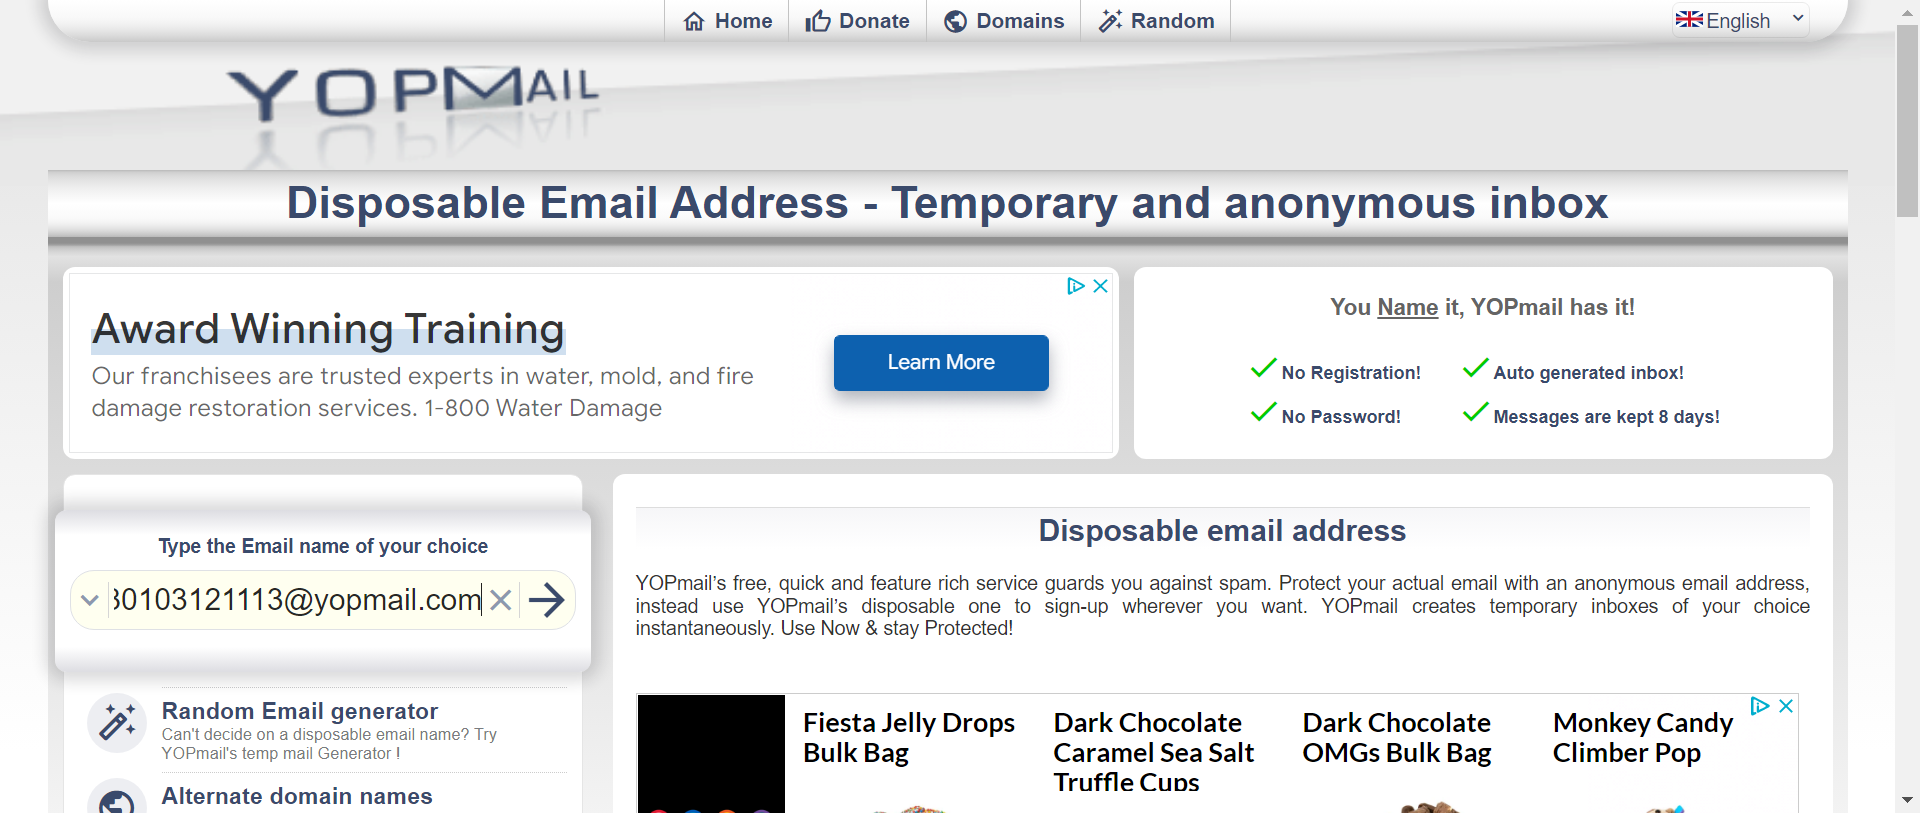 Home
Donate
Domains
Random
English
YOPMAIL
Disposable Email Address - Temporary and anonymous inbox
Award Winning Training
Our franchisees are trusted experts in water, mold, and fire
damage restoration services. 1-800 Water Damage
Learn More
You Name it, YOPmail has it!
No Registration!
Auto generated inbox!
No Password!
Messages are kept 8 days!
Type the Email name of your choice
30103121113@yopmail.com
Random Email generator
Can't decide on a disposable email name? Try
YOPmail's temp mail Generator !
Alternate domain names
Disposable email address
YOPmail’s free, quick and feature rich service guards you against spam. Protect your actual email with an anonymous email address,
instead use YOPmail’s disposable one to sign-up wherever you want. YOPmail creates temporary inboxes of your choice
instantaneously. Use Now & stay Protected!
Fiesta Jelly Drops
Bulk Bag
Dark Chocolate
Caramel Sea Salt
Truffle Cups
Dark Chocolate
OMGs Bulk Bag
Monkey Candy
Climber Pop